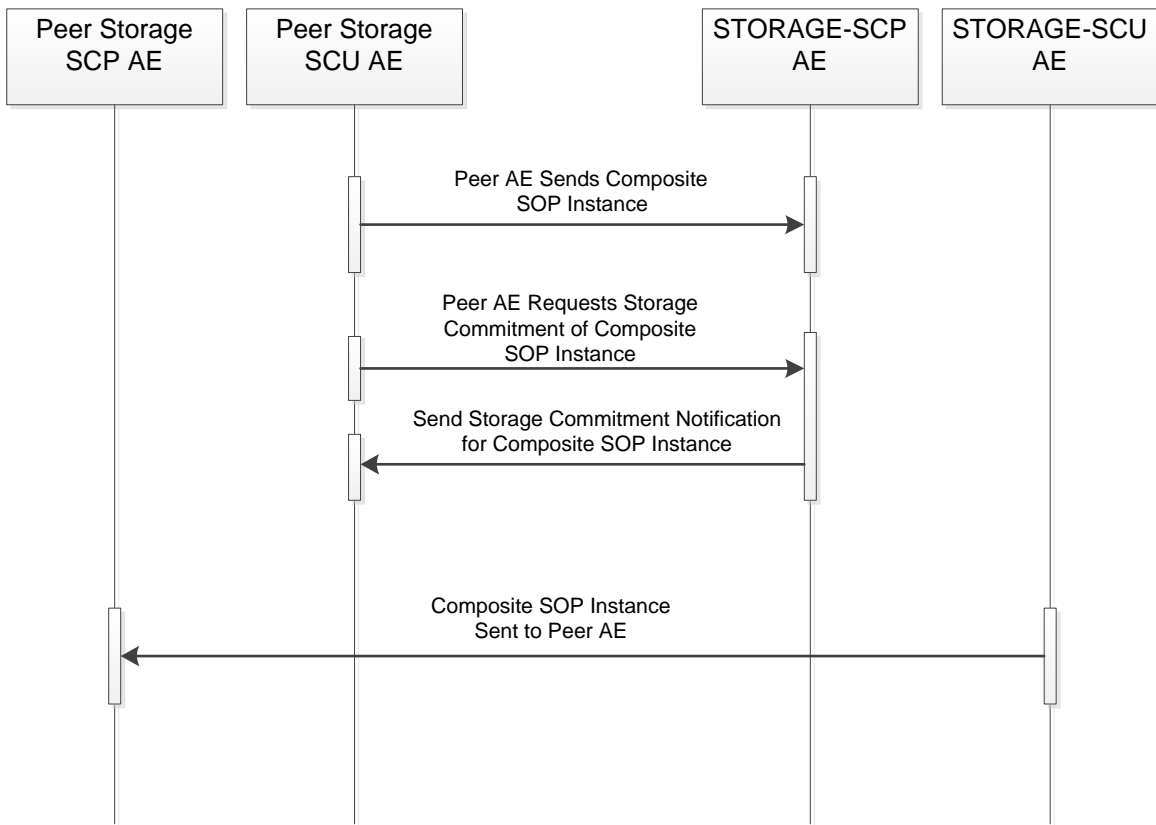 Peer Storage
SCP AE
Peer Storage
SCU AE
STORAGE-SCP
AE
STORAGE-SCU
AE
Peer AE Sends Composite
SOP Instance
Peer AE Requests Storage
Commitment of Composite
SOP Instance
Send Storage Commitment Notification
for Composite SOP Instance
Composite SOP Instance
Sent to Peer AE